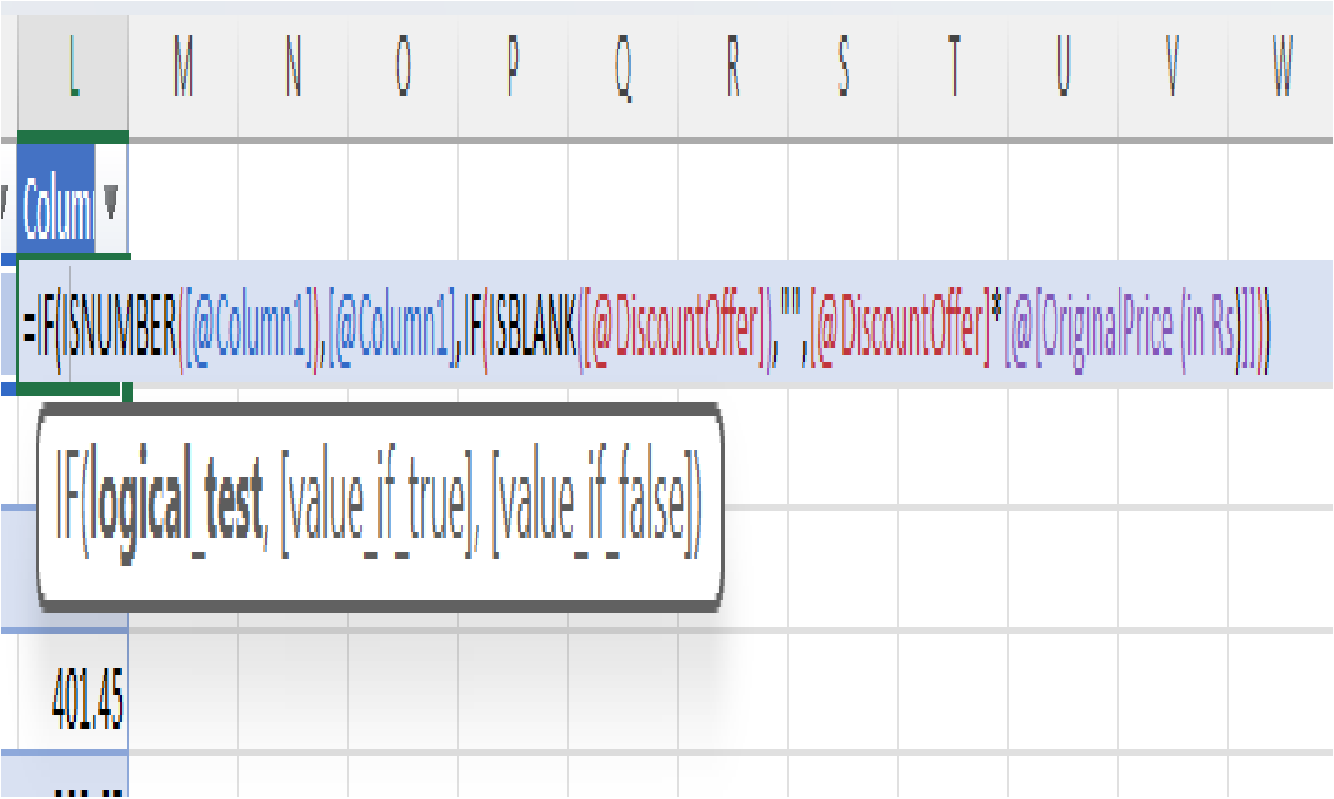 L M N O P Q R S T U V W
Colum
=IF(ISNUMBER([@Column1]),[@Column1],IF(ISBLANK([@DiscountOffer]),"",[@DiscountOffer]*[@[OriginalPrice (in Rs)]]))
IF(logical_test, [value_if_true], [value_if_false])
401.45